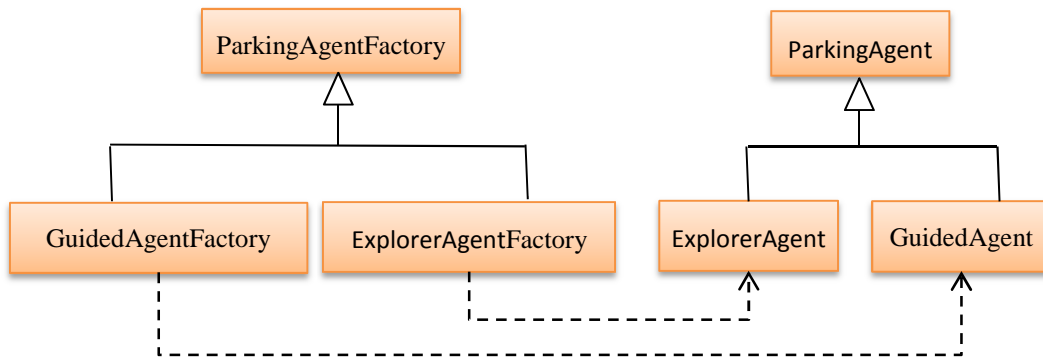 ParkingAgentFactory
ParkingAgent
GuidedAgentFactory
ExplorerAgentFactory
ExplorerAgent
GuidedAgent